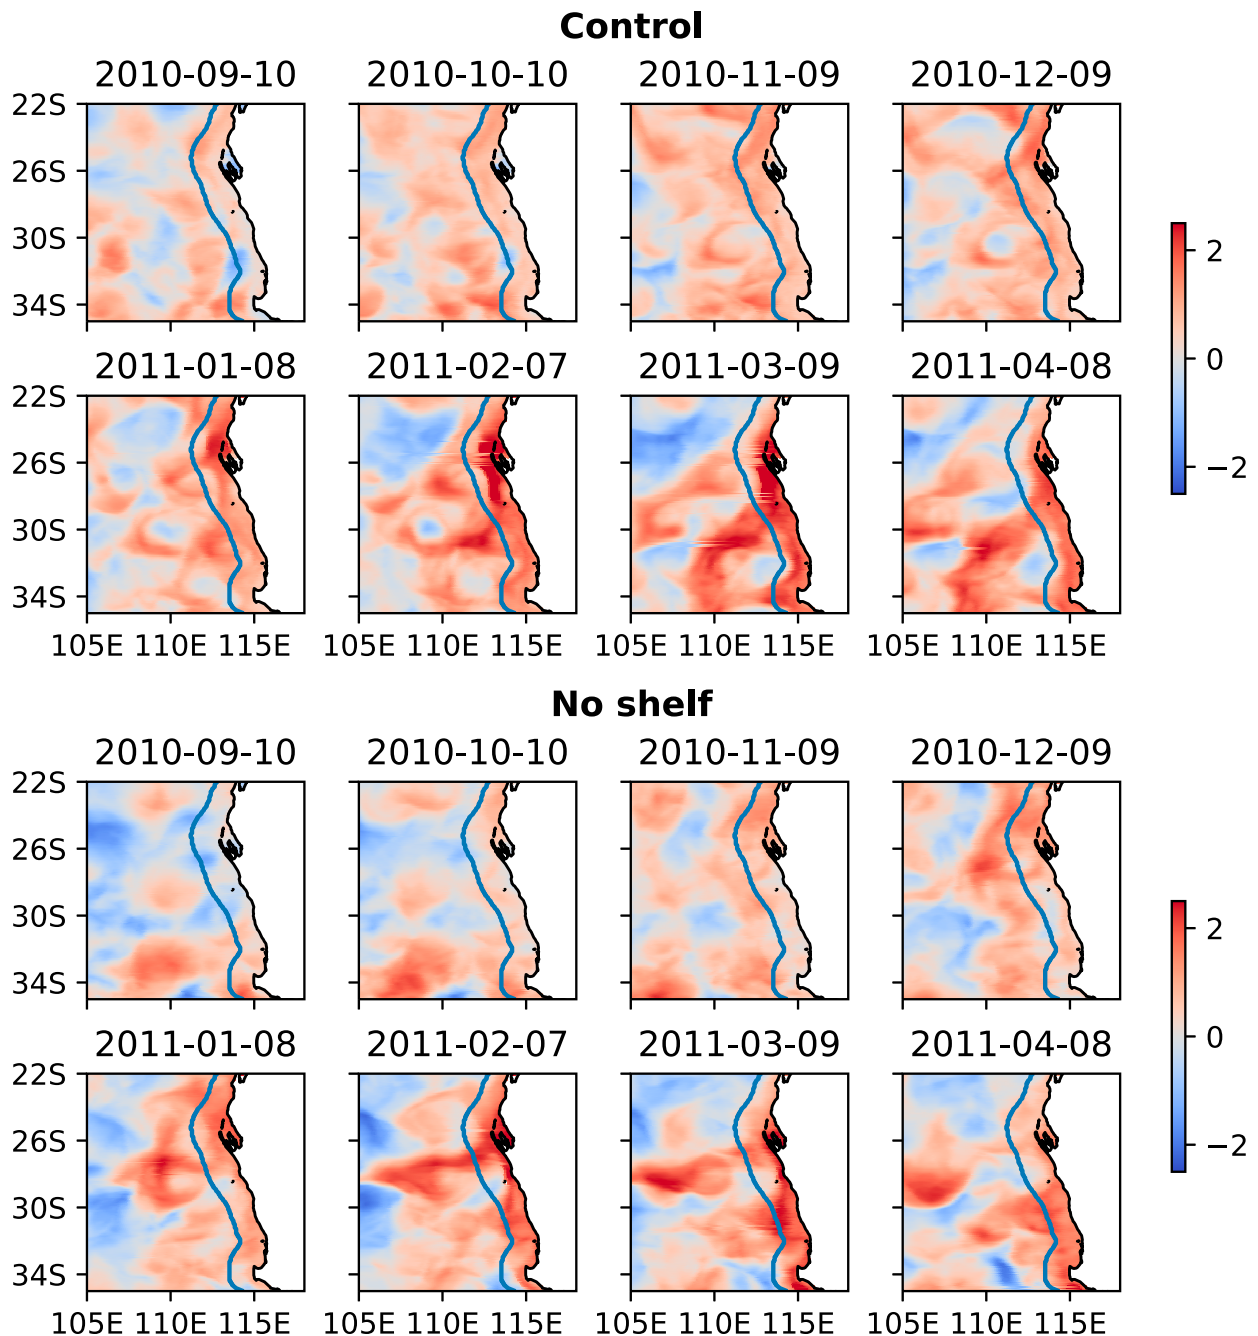 Control
2010-09-10 2010-10-10 2010-11-09 2010-12-09
22S
26S
30S
34S
2
0
−2
2011-01-08 2011-02-07 2011-03-09 2011-04-08
22S
26S
30S
34S
105E 110E 115E 105E 110E 115E 105E 110E 115E 105E 110E 115E
No shelf
2010-09-10 2010-10-10 2010-11-09 2010-12-09
22S
26S
30S
34S
2
0
−2
2011-01-08 2011-02-07 2011-03-09 2011-04-08
22S
26S
30S
34S
105E 110E 115E 105E 110E 115E 105E 110E 115E 105E 110E 115E